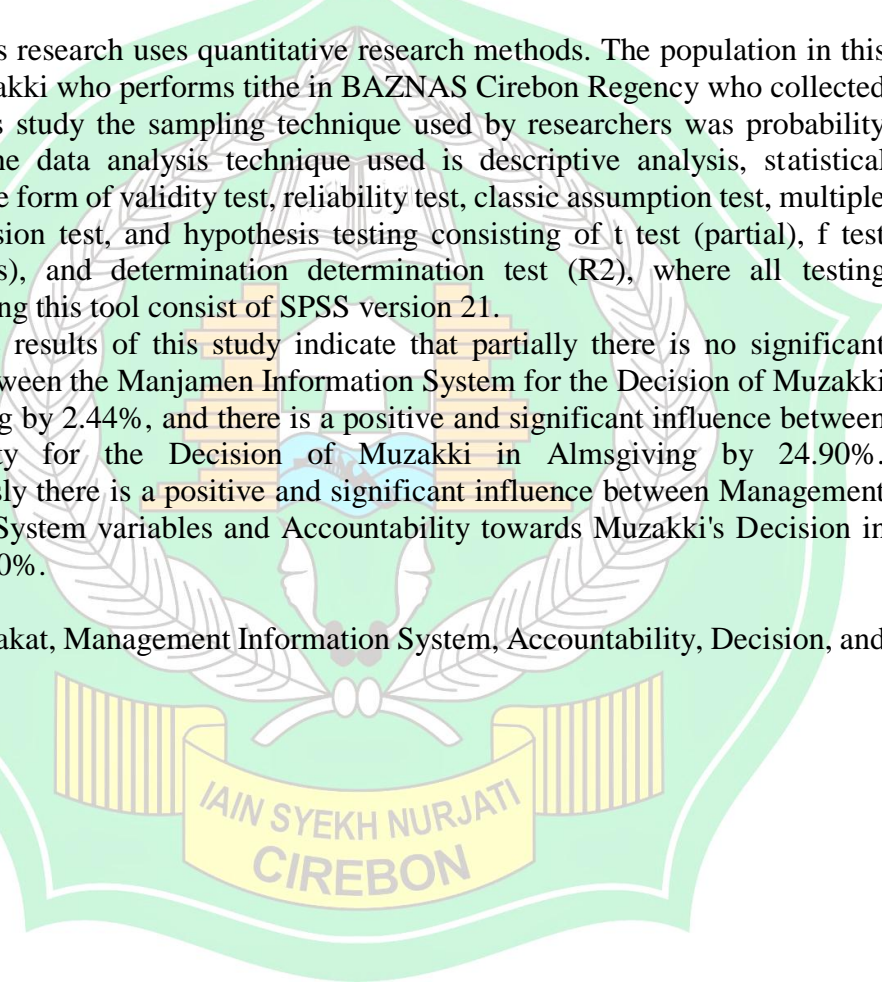 s research uses quantitative research methods. The population in this
akki who performs tithe in BAZNAS Cirebon Regency who collected
s study the sampling technique used by researchers was probability
ne data analysis technique used is descriptive analysis, statistical
e form of validity test, reliability test, classic assumption test, multiple
sion test, and hypothesis testing consisting of t test (partial), f test
s), and determination determination test (R2), where all testing
ng this tool consist of SPSS version 21.
results of this study indicate that partially there is no significant
ween the Manjamen Information System for the Decision of Muzakki
g by 2.44%, and there is a positive and significant influence between
ty for the Decision of Muzakki in Almsgiving by 24.90%.
sly there is a positive and significant influence between Management
System variables and Accountability towards Muzakki's Decision in
0%.
akat, Management Information System, Accountability, Decision, and
IAIN SYEKH NURJATI
CIREBON